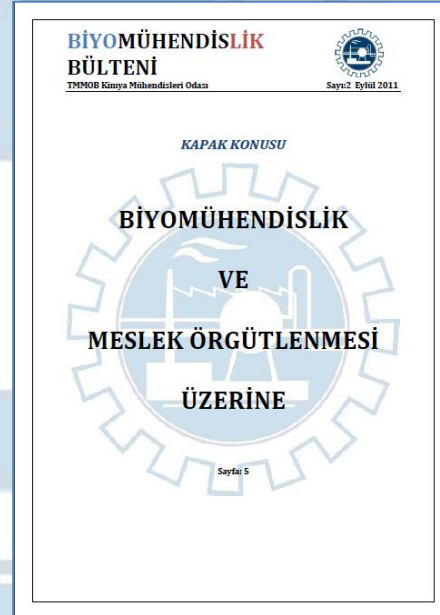 BİYOMÜHENDİSLİK
BÜLTENİ
TMMOB Kimya Mühendisleri Odası Sayı:2 Eylül 2011
KAPAK KONUSU
BİYOMÜHENDİSLİK
VE
MESLEK ÖRGÜTLENMESİ
ÜZERİNE
Sayfa: 5